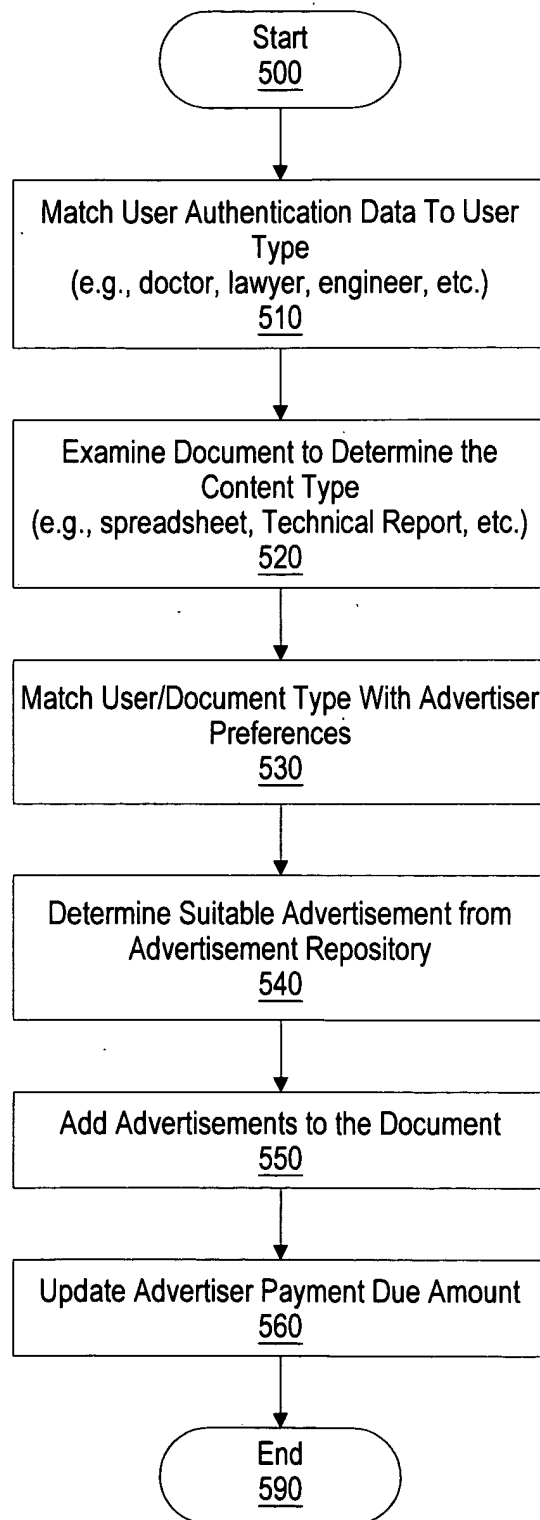 Start
500
Match User Authentication Data To User
Type
(e.g., doctor, lawyer, engineer, etc.)
510
Examine Document to Determine the
Content Type
(e.g., spreadsheet, Technical Report, etc.)
520
Match User/Document Type With Advertiser
Preferences
530
Determine Suitable Advertisement from
Advertisement Repository
540
Add Advertisements to the Document
550
Update Advertiser Payment Due Amount
560
End
590